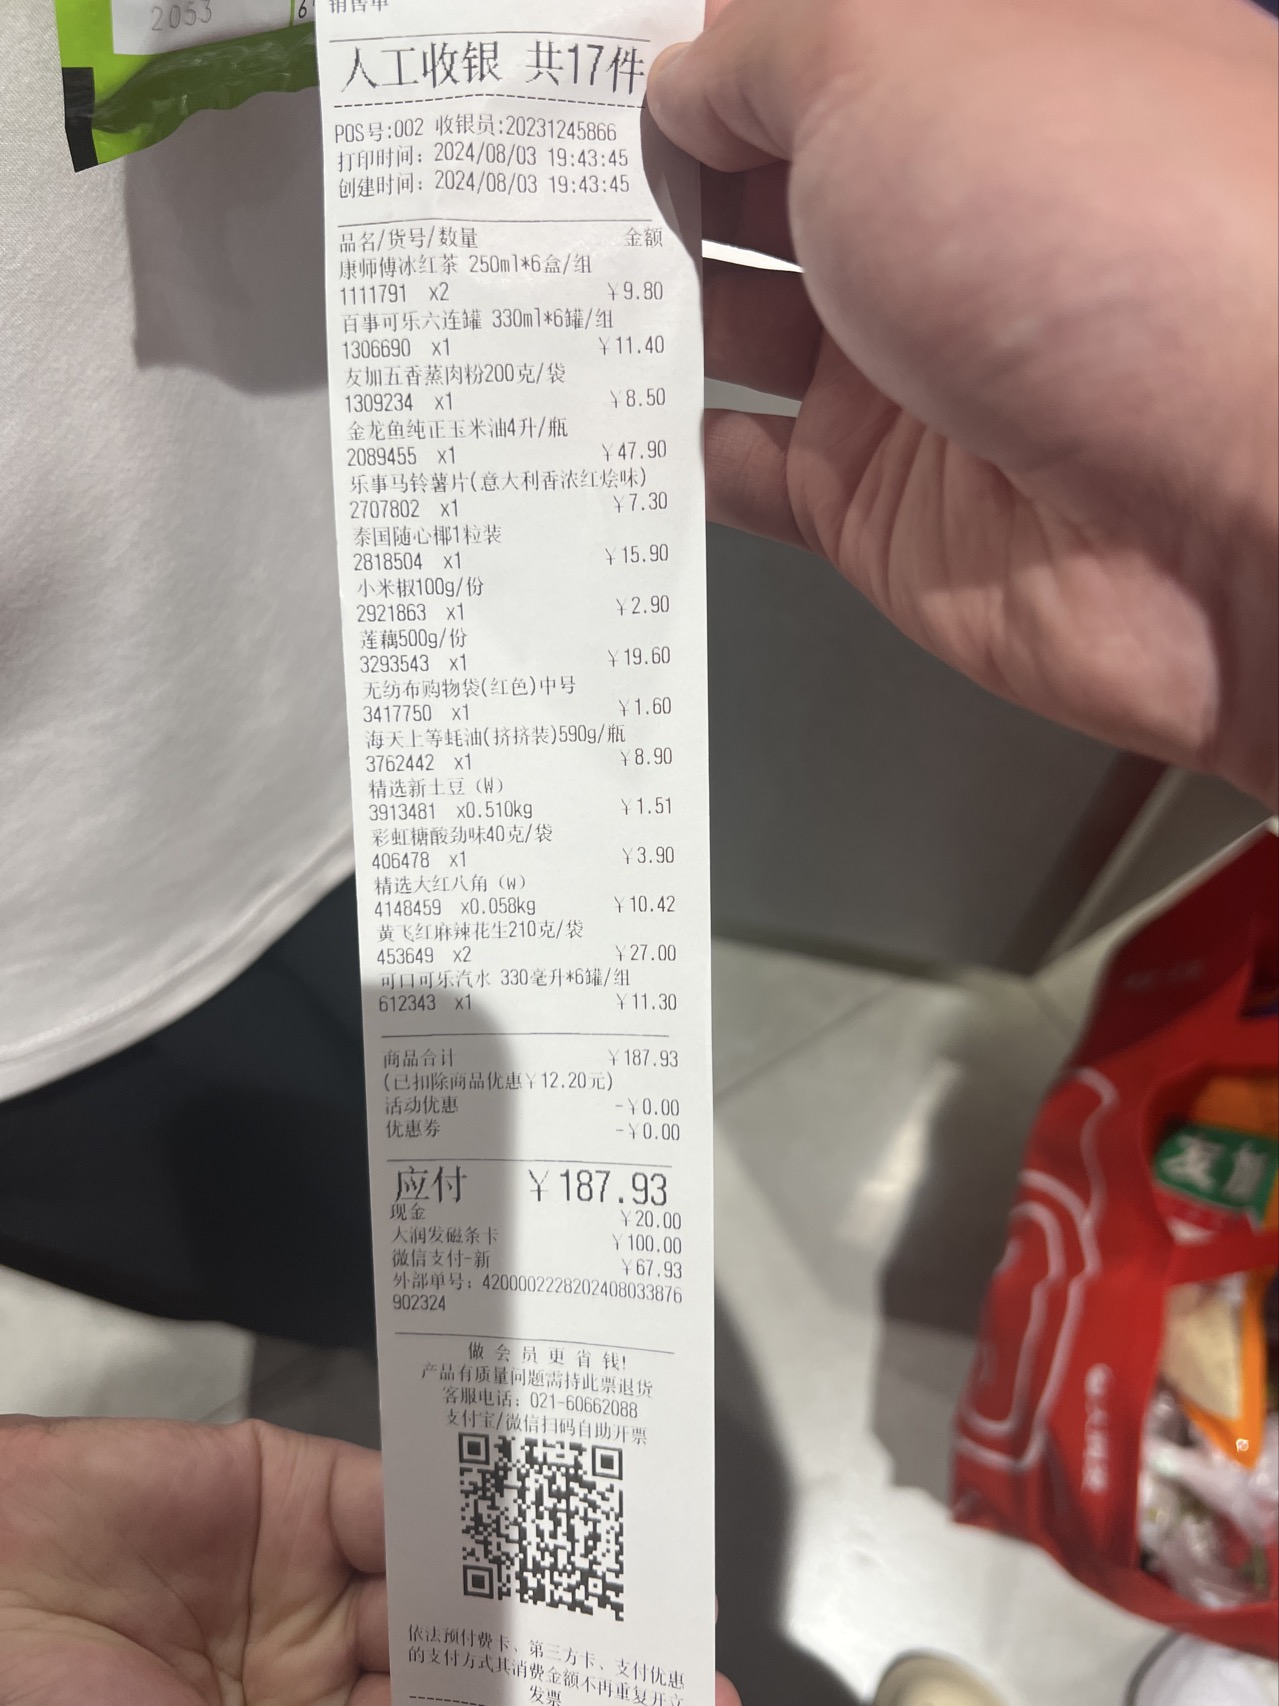 2053
销售单
人工收银 共17件
POS号:002 收银员:20231245866
打印时间: 2024/08/03 19:43:45
创建时间: 2024/08/03 19:43:45
品名/货号/数量 金额
康师傅冰红茶 250ml*6盒/组
1111791 x2 ¥9.80
百事可乐六连罐 330ml*6罐/组
1306690 x1 ¥11.40
友加五香蒸肉粉200克/袋
1309234 x1 ¥8.50
金龙鱼纯正玉米油4升/瓶
2089455 x1 ¥47.90
乐事马铃薯片(意大利香浓红烩味)
2707802 x1 ¥7.30
泰国随心椰1粒装
2818504 x1 ¥15.90
小米椒100g/份
2921863 x1 ¥2.90
莲藕500g/份
3293543 x1 ¥19.60
无纺布购物袋(红色)中号
3417750 x1 ¥1.60
海天上等蚝油(挤挤装)590g/瓶
3762442 x1 ¥8.90
精选新土豆（W）
3913481 x0.510kg ¥1.51
彩虹糖酸劲味40克/袋
406478 x1 ¥3.90
精选大红八角（w）
4148459 x0.058kg ¥10.42
黄飞红麻辣花生210克/袋
453649 x2 ¥27.00
可口可乐汽水 330毫升*6罐/组
612343 x1 ¥11.30
商品合计 ¥187.93
(已扣除商品优惠¥12.20元)
活动优惠 -¥0.00
优惠券 -¥0.00
应付 ¥187.93
现金 ¥20.00
大润发磁条卡 ¥100.00
微信支付-新 ¥67.93
外部单号: 4200002228202408033876
902324
做会员更省钱!
产品有质量问题需持此票退货
客服电话: 021-60662088
支付宝/微信扫码自助开票
依法预付费卡、第三方卡、支付优惠
的支付方式其消费金额不再重复开立
发票
友加